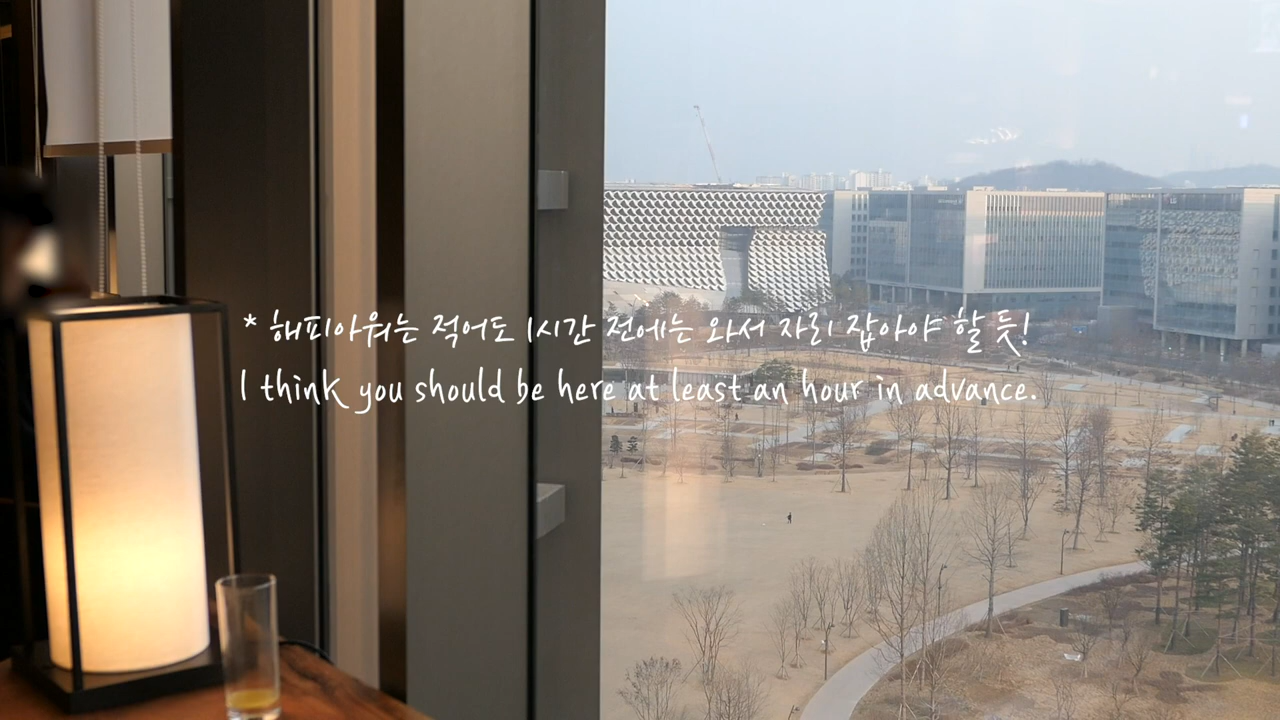 * 해피아워는 적어도 1시간 전에는 와서 자리 잡아야 할 듯!
I think you should be here at least an hour in advance.